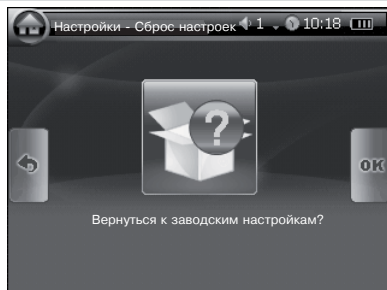 Настройки - Сброс настроек 1 10:18
?
OK
Вернуться к заводским настройкам?